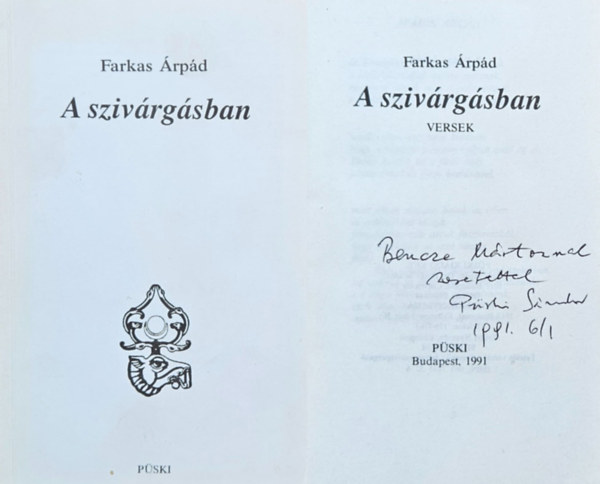 Farkas Árpád
A szivárgásban
PÜSKI
Farkas Árpád
A szivárgásban
VERSEK
Bencze Mártonnak
szeretettel
Püski Sándor
1991. 6/1
PÜSKI
Budapest, 1991